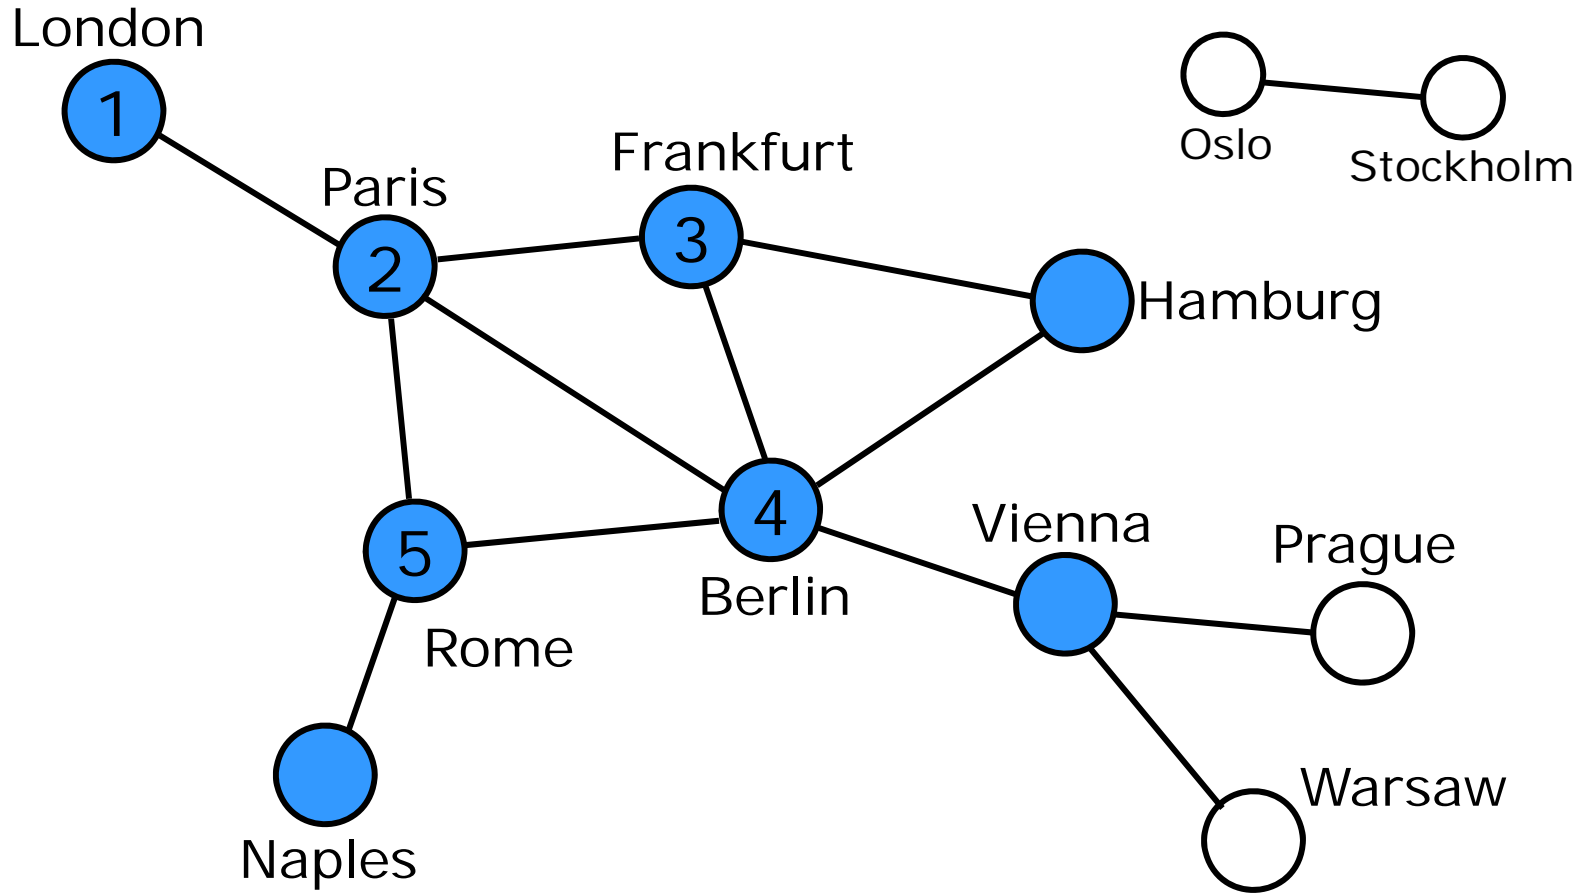 London
1
Oslo
Stockholm
Frankfurt
Paris
3
2
Hamburg
4
Vienna
Prague
5
Berlin
Rome
Warsaw
Naples